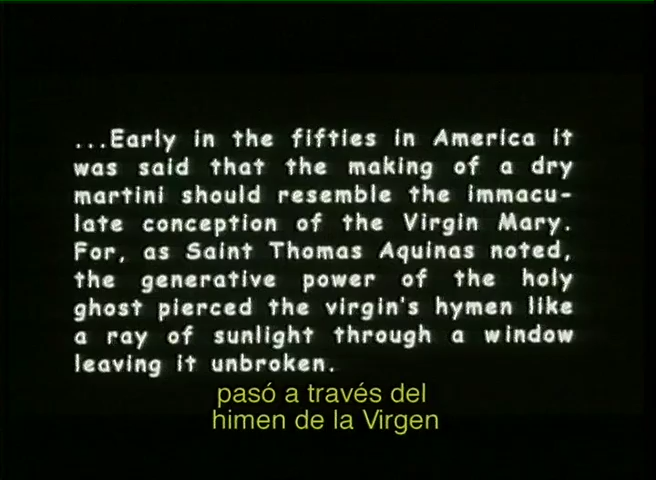 ...Early in the fifties in America it
was said that the making of a dry
martini should resemble the immacu-
late conception of the Virgin Mary.
For, as Saint Thomas Aquinas noted,
the generative power of the holy
ghost pierced the virgin's hymen like
a ray of sunlight through a window
leaving it unbroken.
pasó a través del
himen de la Virgen